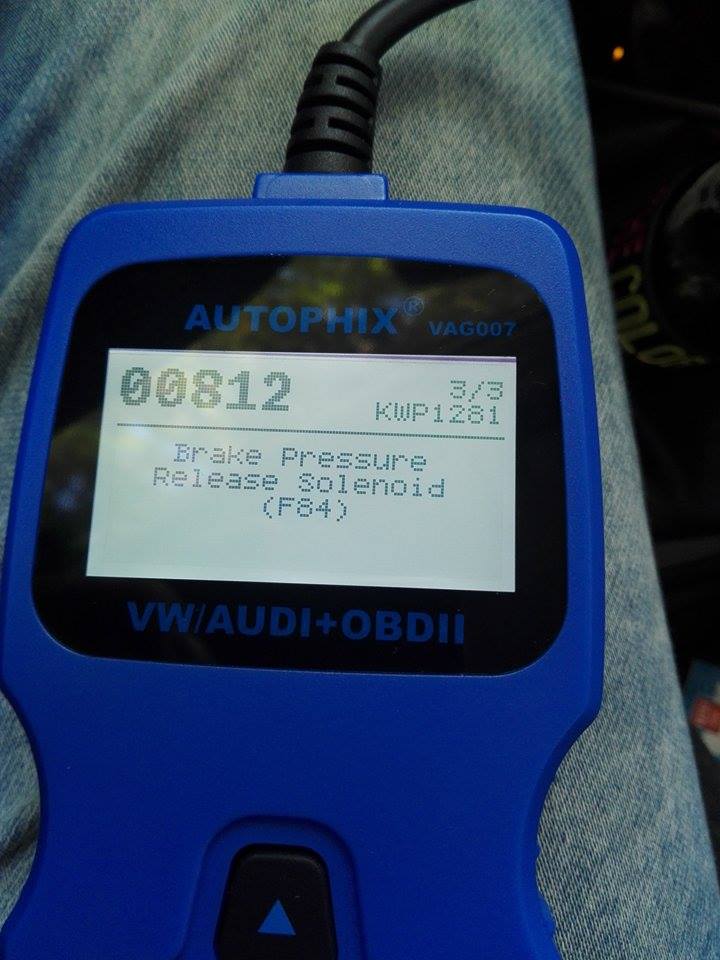 AUTOPHIX® VAG007
00812
3/3
KWP1281
Brake Pressure
Release Solenoid
(F84)
VW/AUDI+OBDII